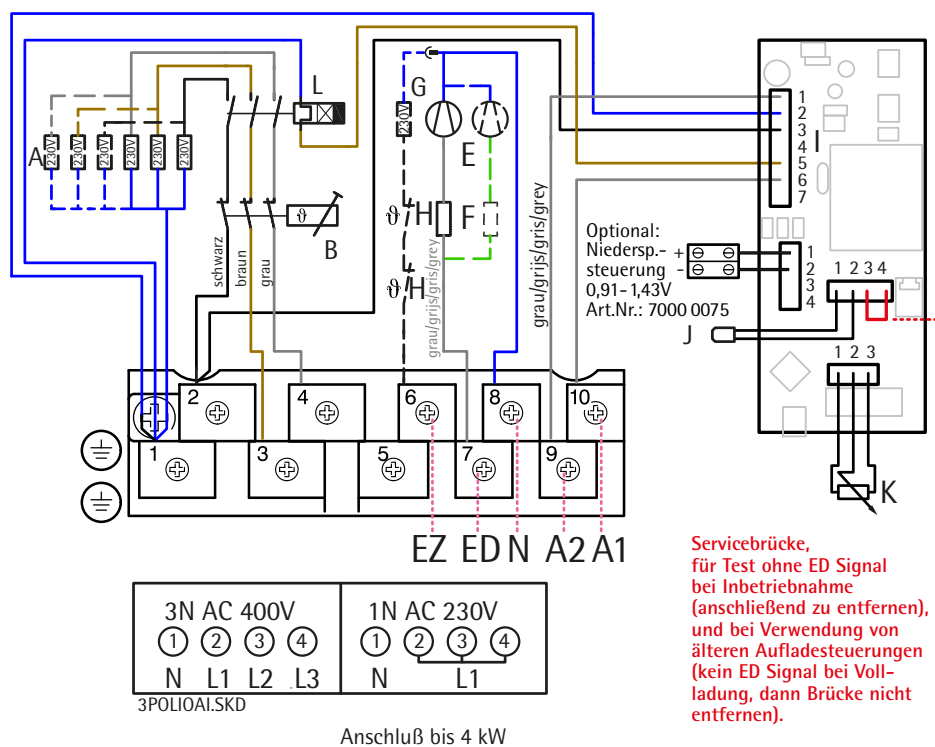 L
G
A
230V
230V
230V
230V
230V
230V
230V
E
F
ϑ H
ϑ H
ϑ
B
schwarz
braun
grau
grau/grijs/gris/grey
grau/grijs/gris/grey
1
2
3
4
5
6
7
I
Optional:
Niedersp.-
steuerung
0,91-1,43V
Art.Nr.: 7000 0075
+
-
1
2
3
4
1 2 3 4
J
1 2 3
K
2
4
6
8
10
1
3
5
7
9
EZ ED N A2 A1
3N AC 400V
1 2 3 4
N L1 L2 L3
1N AC 230V
1 2 3 4
N L1
3POLIOAI.SKD
Anschluß bis 4 kW
Servicebrücke,
für Test ohne ED Signal
bei Inbetriebnahme
(anschließend zu entfernen),
und bei Verwendung von
älteren Aufladesteuerungen
(kein ED Signal bei Voll-
ladung, dann Brücke nicht
entfernen).